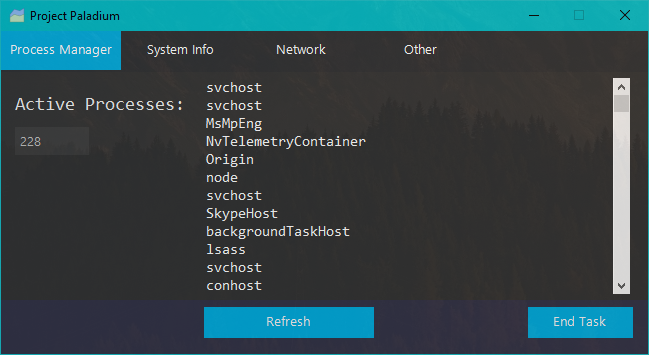 Project Paladium
Process Manager System Info Network Other
Active Processes:
228
svchost
svchost
MsMpEng
NvTelemetryContainer
Origin
node
svchost
SkypeHost
backgroundTaskHost
lsass
svchost
conhost
Refresh End Task